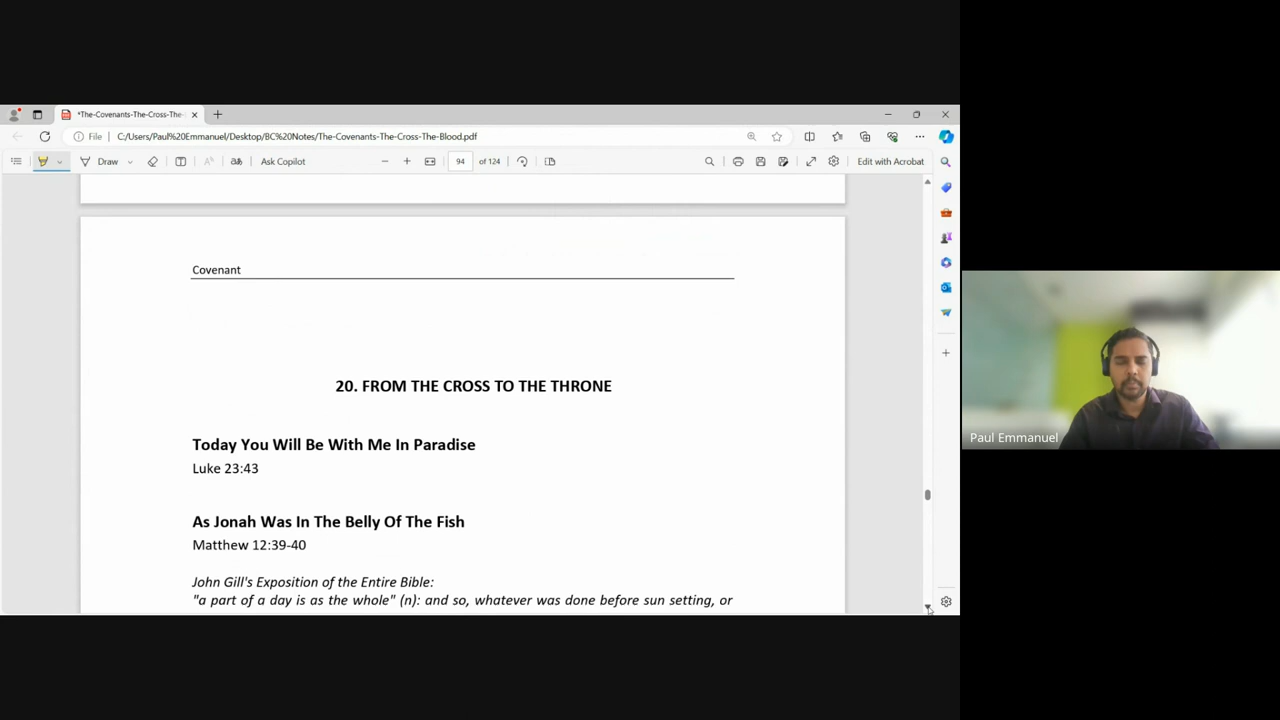 *The-Covenants-The-Cross-The-
File
C:/Users/Paul%20Emmanuel/Desktop/BC%20Notes/The-Covenants-The-Cross-The-Blood.pdf
Draw
Ask Copilot
94 of 124
Edit with Acrobat
Covenant
20. FROM THE CROSS TO THE THRONE
Today You Will Be With Me In Paradise
Luke 23:43
As Jonah Was In The Belly Of The Fish
Matthew 12:39-40
John Gill's Exposition of the Entire Bible:
"a part of a day is as the whole" (n): and so, whatever was done before sun setting, or
Paul Emmanuel